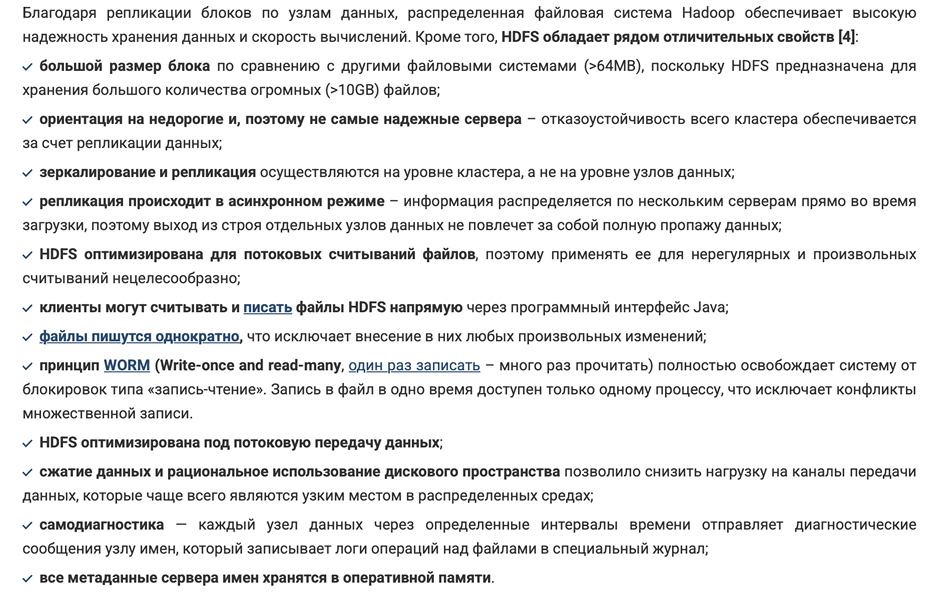 Благодаря репликации блоков по узлам данных, распределенная файловая система Hadoop обеспечивает высокую
надежность хранения данных и скорость вычислений. Кроме того, HDFS обладает рядом отличительных свойств [4]:
✓ большой размер блока по сравнению с другими файловыми системами (>64MB), поскольку HDFS предназначена для
хранения большого количества огромных (>10GB) файлов;
✓ ориентация на недорогие и, поэтому не самые надежные сервера – отказоустойчивость всего кластера обеспечивается
за счет репликации данных;
✓ зеркалирование и репликация осуществляются на уровне кластера, а не на уровне узлов данных;
✓ репликация происходит в асинхронном режиме – информация распределяется по нескольким серверам прямо во время
загрузки, поэтому выход из строя отдельных узлов данных не повлечет за собой полную пропажу данных;
✓ HDFS оптимизирована для потоковых считываний файлов, поэтому применять ее для нерегулярных и произвольных
считываний нецелесообразно;
✓ клиенты могут считывать и писать файлы HDFS напрямую через программный интерфейс Java;
✓ файлы пишутся однократно, что исключает внесение в них любых произвольных изменений;
✓ принцип WORM (Write-once and read-many, один раз записать – много раз прочитать) полностью освобождает систему от
блокировок типа «запись-чтение». Запись в файл в одно время доступен только одному процессу, что исключает конфликты
множественной записи.
✓ HDFS оптимизирована под потоковую передачу данных;
✓ сжатие данных и рациональное использование дискового пространства позволило снизить нагрузку на каналы передачи
данных, которые чаще всего являются узким местом в распределенных средах;
✓ самодиагностика — каждый узел данных через определенные интервалы времени отправляет диагностические
сообщения узлу имен, который записывает логи операций над файлами в специальный журнал;
✓ все метаданные сервера имен хранятся в оперативной памяти.